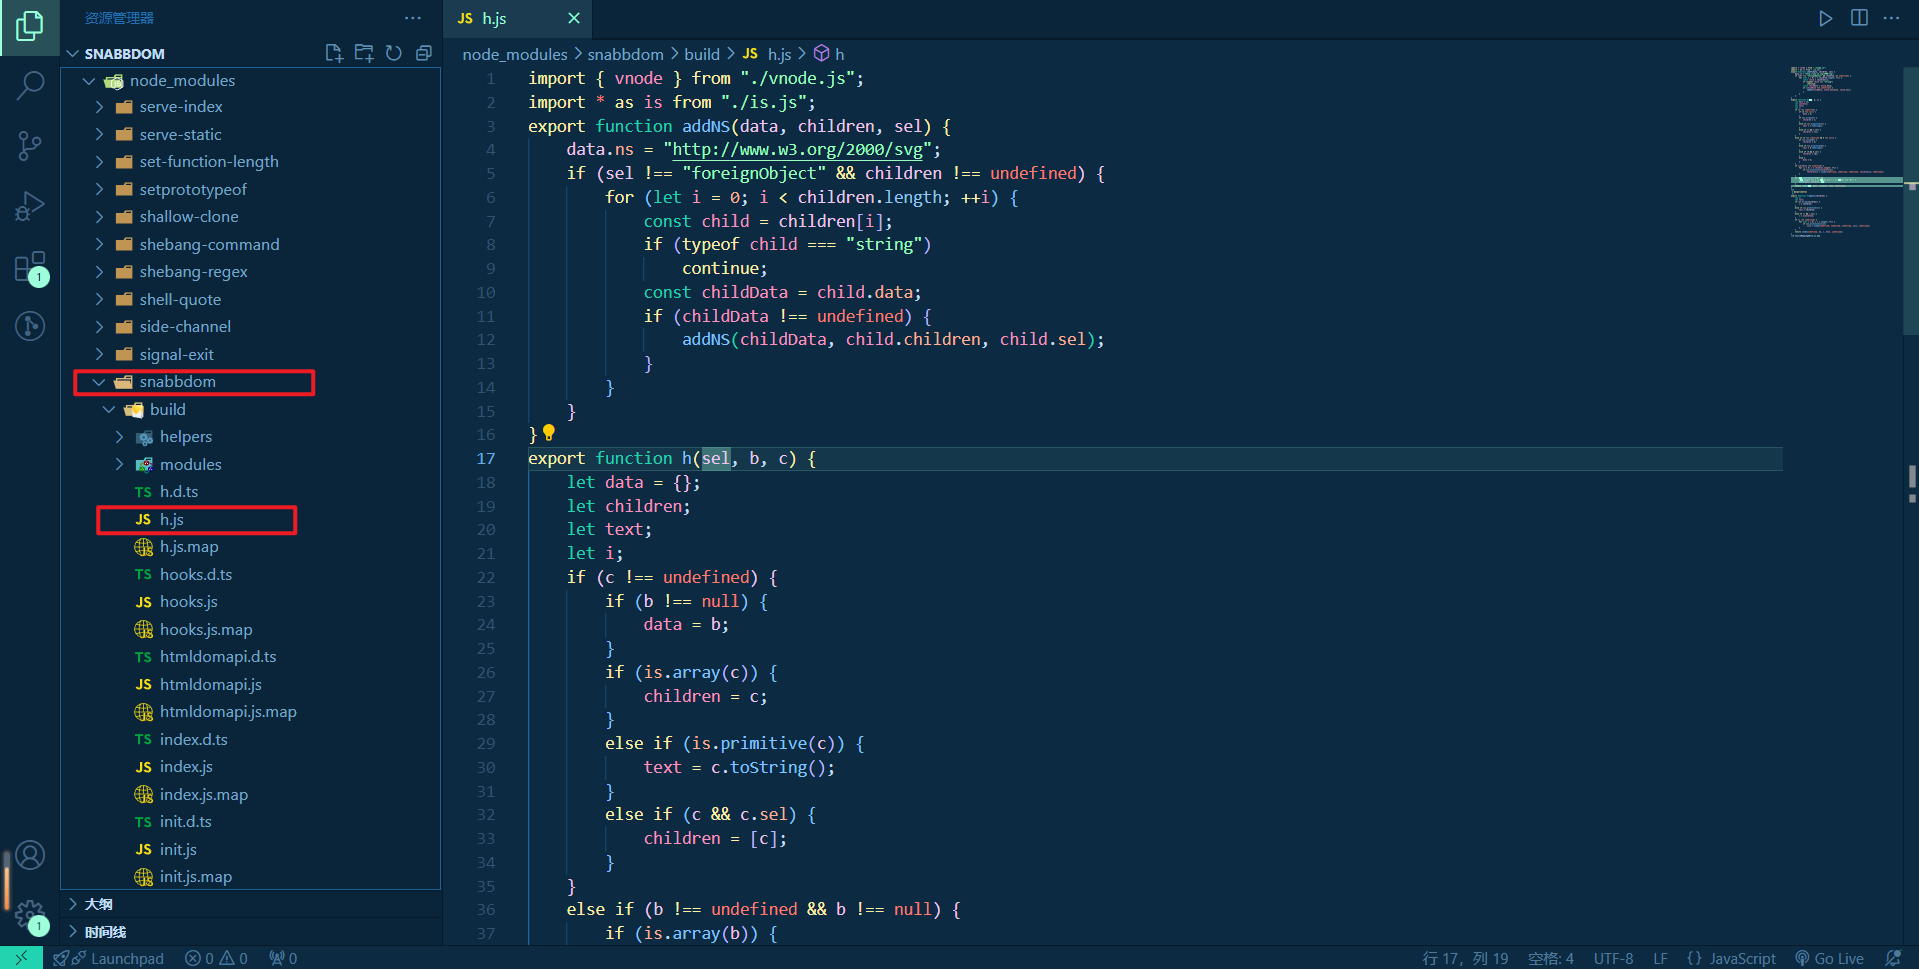 资源管理器
SNABBDOM
node_modules
serve-index
serve-static
set-function-length
setprototypeof
shallow-clone
shebang-command
shebang-regex
shell-quote
side-channel
signal-exit
snabbdom
build
helpers
modules
TS h.d.ts
JS h.js
h.js.map
TS hooks.d.ts
JS hooks.js
hooks.js.map
TS htmldomapi.d.ts
JS htmldomapi.js
htmldomapi.js.map
TS index.d.ts
JS index.js
index.js.map
TS init.d.ts
JS init.js
init.js.map
大纲
时间线
1
1
JS h.js
node_modules > snabbdom > build > JS h.js > h
1 import { vnode } from "./vnode.js";
2 import * as is from "./is.js";
3 export function addNS(data, children, sel) {
4 data.ns = "http://www.w3.org/2000/svg";
5 if (sel !== "foreignObject" && children !== undefined) {
6 for (let i = 0; i < children.length; ++i) {
7 const child = children[i];
8 if (typeof child === "string")
9 continue;
10 const childData = child.data;
11 if (childData !== undefined) {
12 addNS(childData, child.children, child.sel);
13 }
14 }
15 }
16 }
17 export function h(sel, b, c) {
18 let data = {};
19 let children;
20 let text;
21 let i;
22 if (c !== undefined) {
23 if (b !== null) {
24 data = b;
25 }
26 if (is.array(c)) {
27 children = c;
28 }
29 else if (is.primitive(c)) {
30 text = c.toString();
31 }
32 else if (c && c.sel) {
33 children = [c];
34 }
35 }
36 else if (b !== undefined && b !== null) {
37 if (is.array(b)) {
Launchpad 0 0 0 行 17，列 19 空格: 4 UTF-8 LF {} JavaScript Go Live